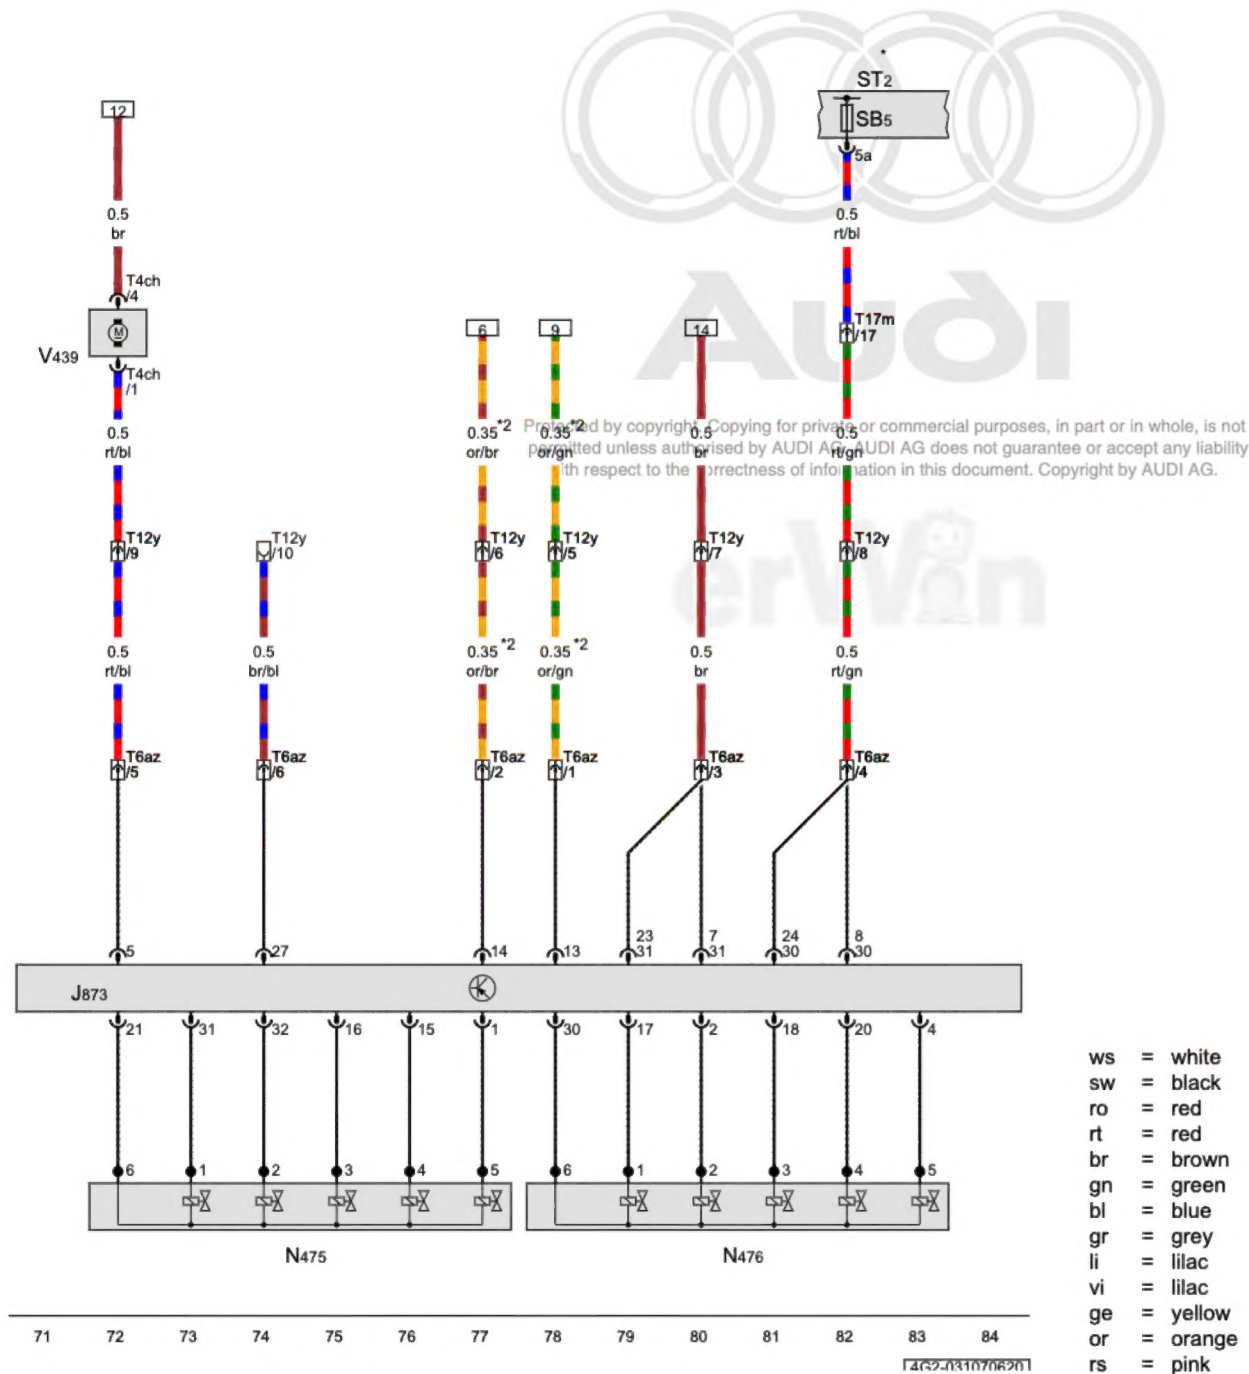 *
ST2
12
SB5
5a
0.5
br
0.5
rt/bl
T4ch
/4
M
V439
T4ch
/1
6
9
14
T17m
/17
Audi
Protected by copyright. Copying for private or commercial purposes, in part or in whole, is not
permitted unless authorised by AUDI AG. AUDI AG does not guarantee or accept any liability
with respect to the correctness of information in this document. Copyright by AUDI AG.
0.5
rt/bl
0.35 *2
or/br
0.35 *2
or/gn
0.5
br
0.5
rt/gn
erWin
T12y
/9
T12y
/10
T12y
/6
T12y
/5
T12y
/7
T12y
/8
0.5
rt/bl
0.5
br/bl
0.35 *2
or/br
0.35 *2
or/gn
0.5
br
0.5
rt/gn
T6az
/5
T6az
/6
T6az
/2
T6az
/1
T6az
/3
T6az
/4
23 7 24 8
5 27 14 13 31 31 30 30
J873
21 31 32 16 15 1 30 17 2 18 20 4
6 1 2 3 4 5 6 1 2 3 4 5
N475 N476
71 72 73 74 75 76 77 78 79 80 81 82 83 84
4G2-031070620
ws = white
sw = black
ro = red
rt = red
br = brown
gn = green
bl = blue
gr = grey
li = lilac
vi = lilac
ge = yellow
or = orange
rs = pink